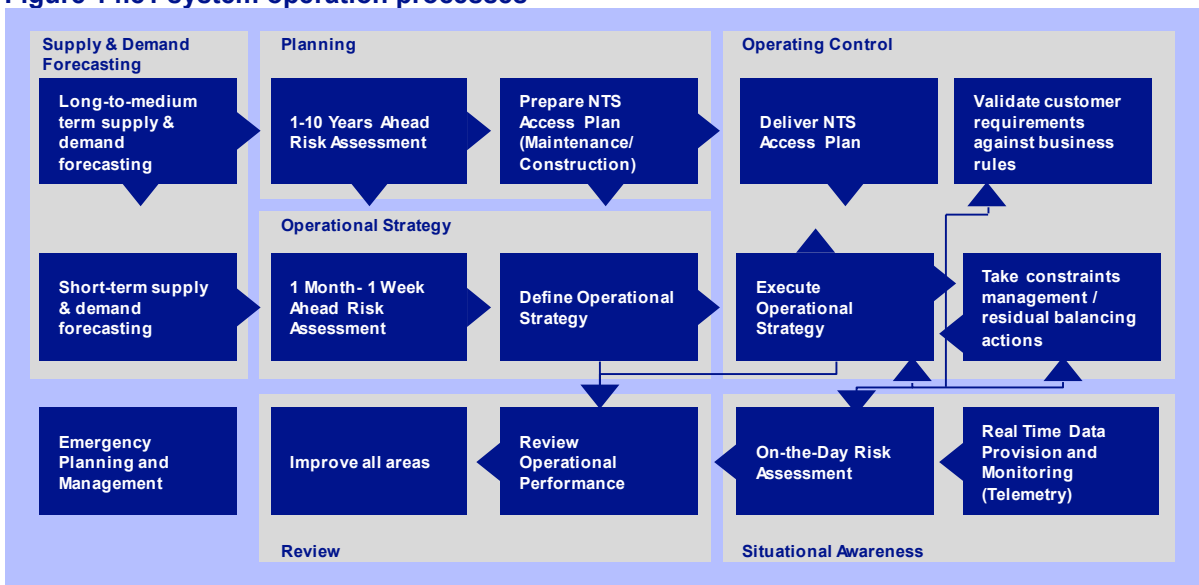 Figure system operation processes
Supply & Demand
Forecasting
Long-to-medium
term supply &
demand
forecasting
Short-term supply
& demand
forecasting
Emergency
Planning and
Management
Planning
1-10 Years Ahead
Risk Assessment
Prepare NTS
Access Plan
(Maintenance/
Construction)
Operational Strategy
1 Month- 1 Week
Ahead Risk
Assessment
Define Operational
Strategy
Operating Control
Deliver NTS
Access Plan
Validate customer
requirements
against business
rules
Execute
Operational
Strategy
Take constraints
management /
residual balancing
actions
Improve all areas
Review
Operational
Performance
Review
On-the-Day Risk
Assessment
Real Time Data
Provision and
Monitoring
(Telemetry)
Situational Awareness